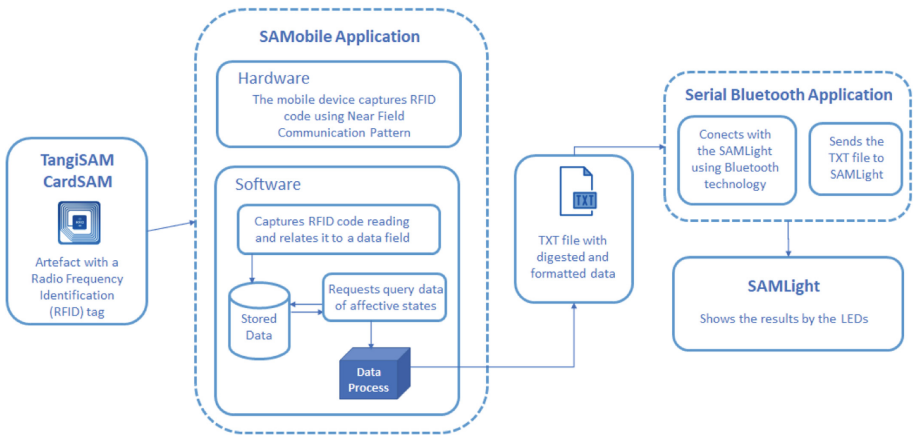 TangiSAM
CardSAM
Artefact with a
Radio Frequency
Identification
(RFID) tag
SAMobile Application
Hardware
The mobile device captures RFID
code using Near Field
Communication Pattern
Software
Captures RFID code reading
and relates it to a data field
Stored
Data
Requests query data
of affective states
Data
Process
TXT
TXT file with
digested and
formatted data
Serial Bluetooth Application
Conects with
the SAMLight
using Bluetooth
technology
Sends the
TXT file to
SAMLight
SAMLight
Shows the results by the LEDs